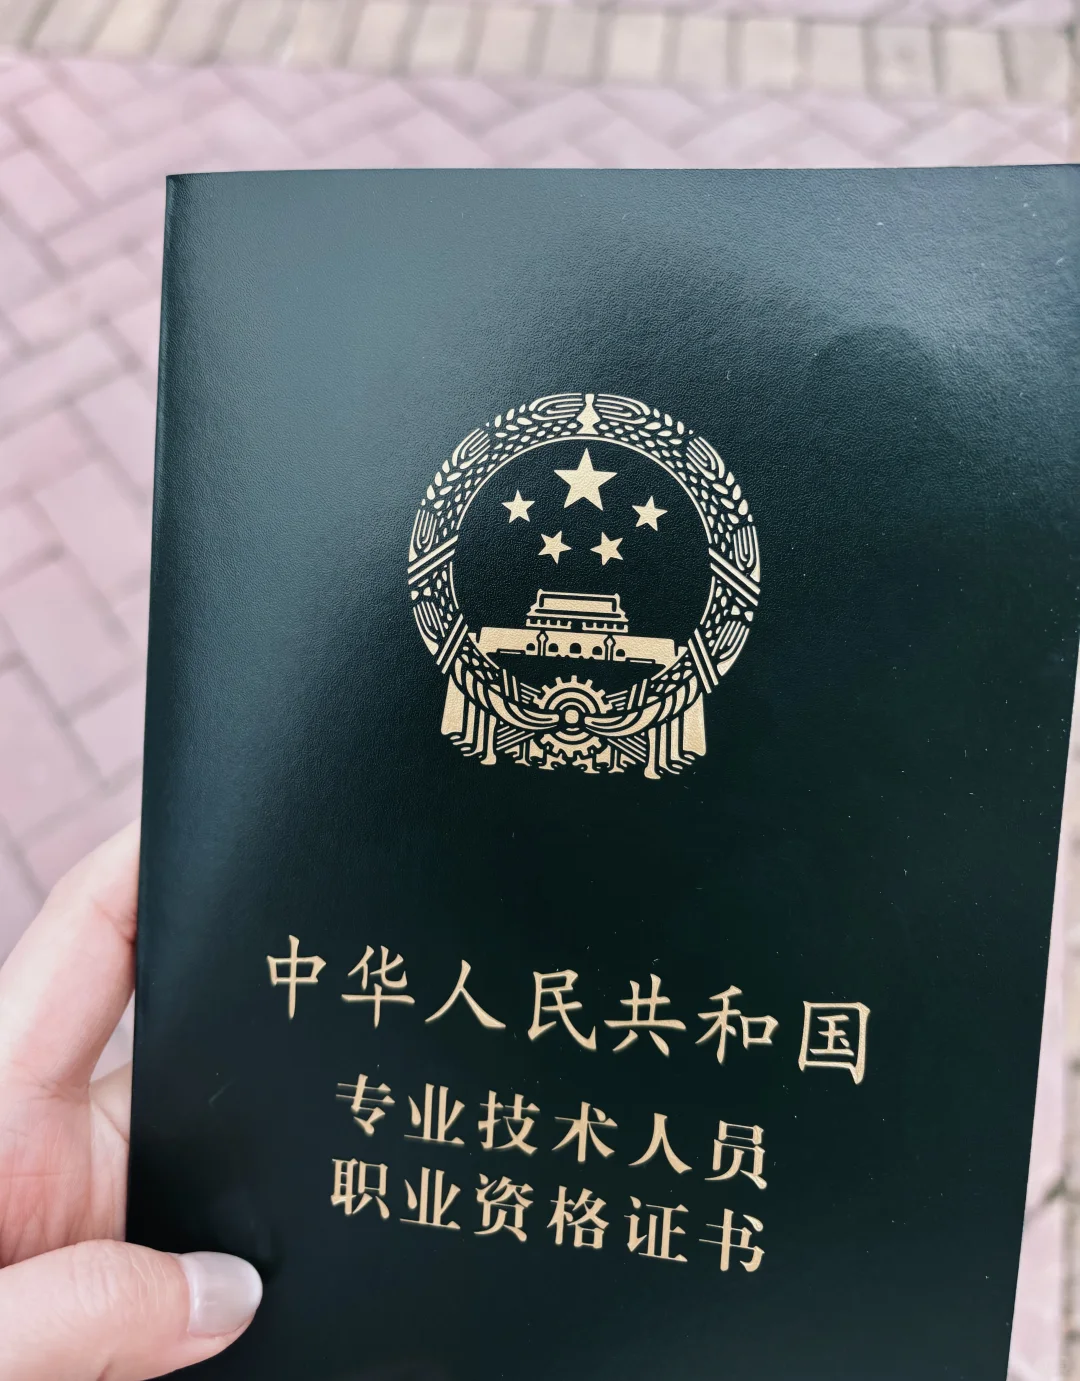 中华人民共和国
专业技术人员
职业资格证书